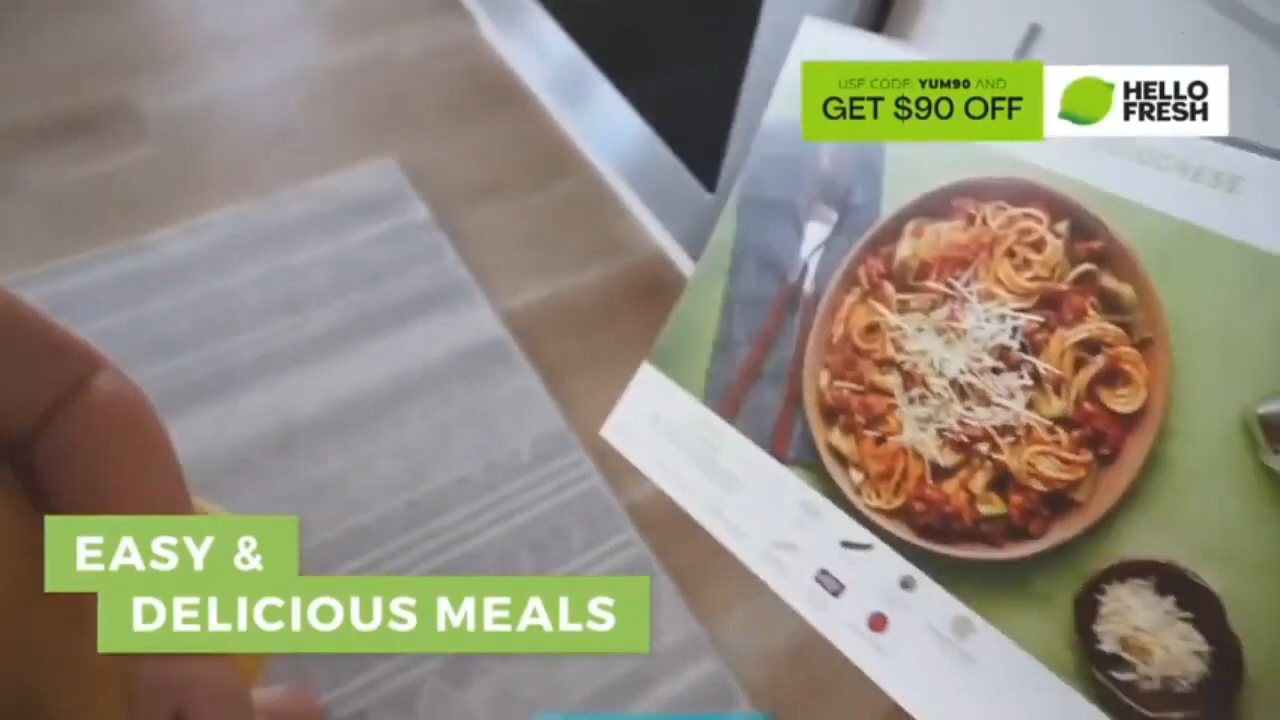 USE CODE: YUM90 AND
GET $90 OFF
HELLO
FRESH
EASY &
DELICIOUS MEALS